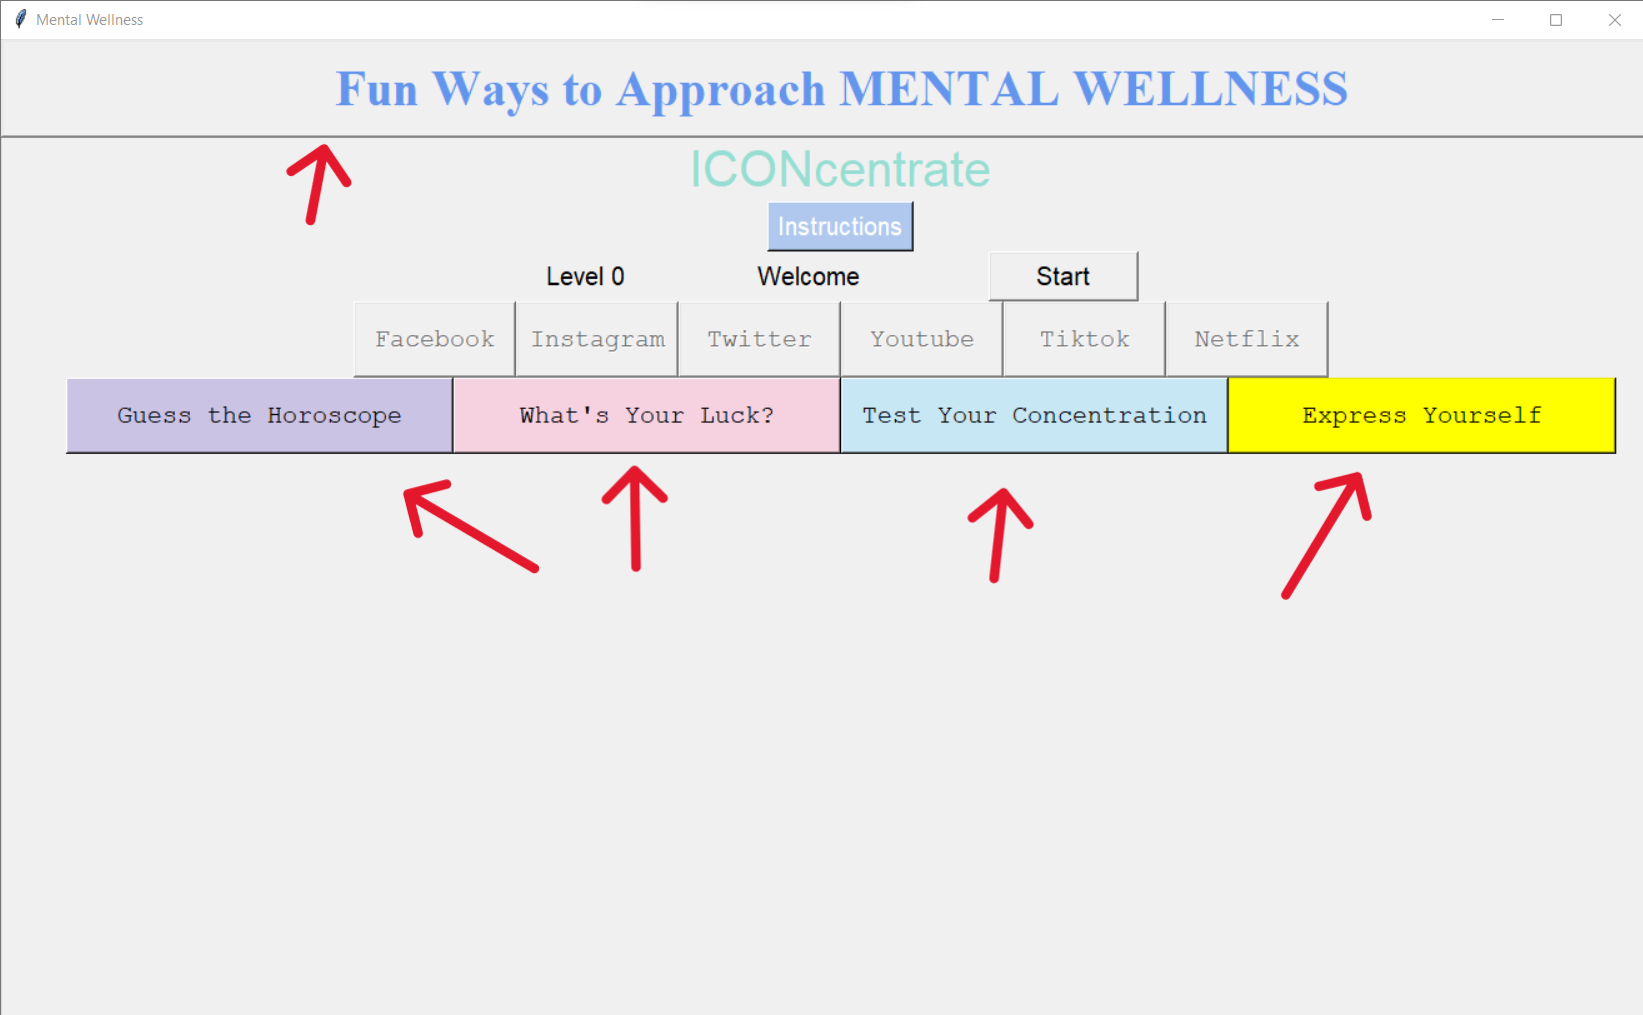 Mental Wellness
Fun Ways to Approach MENTAL WELLNESS
ICONcentrate
Instructions
Level 0 Welcome Start
Facebook Instagram Twitter Youtube Tiktok Netflix
Guess the Horoscope What's Your Luck? Test Your Concentration Express Yourself